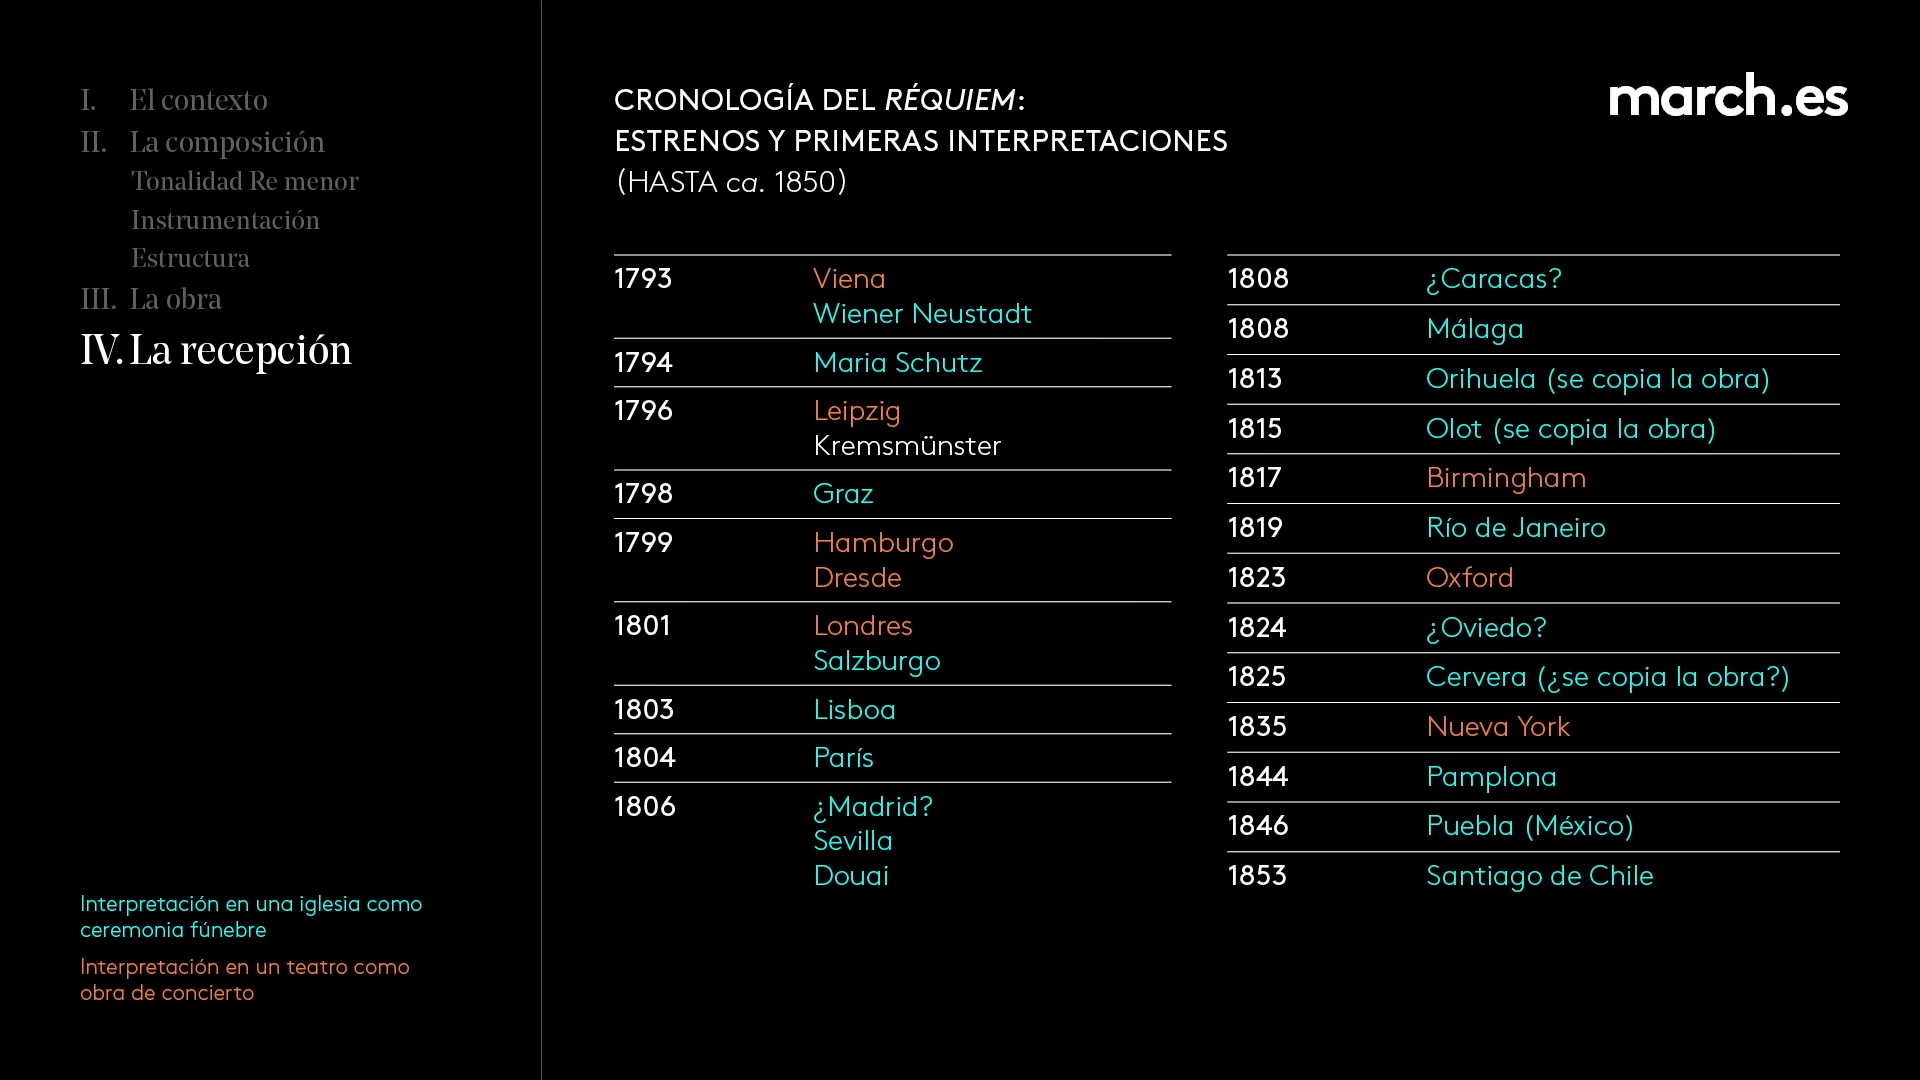 I. El contexto
II. La composición
Tonalidad Re menor
Instrumentación
Estructura
III. La obra
IV. La recepción
Interpretación en una iglesia como
ceremonia fúnebre
Interpretación en un teatro como
obra de concierto
CRONOLOGÍA DEL RÉQUIEM:
ESTRENOS Y PRIMERAS INTERPRETACIONES
(HASTA ca. 1850)
march.es
1793 Viena
Wiener Neustadt
1794 Maria Schutz
1796 Leipzig
Kremsmünster
1798 Graz
1799 Hamburgo
Dresde
1801 Londres
Salzburgo
1803 Lisboa
1804 París
1806 ¿Madrid?
Sevilla
Douai
1808 ¿Caracas?
1808 Málaga
1813 Orihuela (se copia la obra)
1815 Olot (se copia la obra)
1817 Birmingham
1819 Río de Janeiro
1823 Oxford
1824 ¿Oviedo?
1825 Cervera (¿se copia la obra?)
1835 Nueva York
1844 Pamplona
1846 Puebla (México)
1853 Santiago de Chile